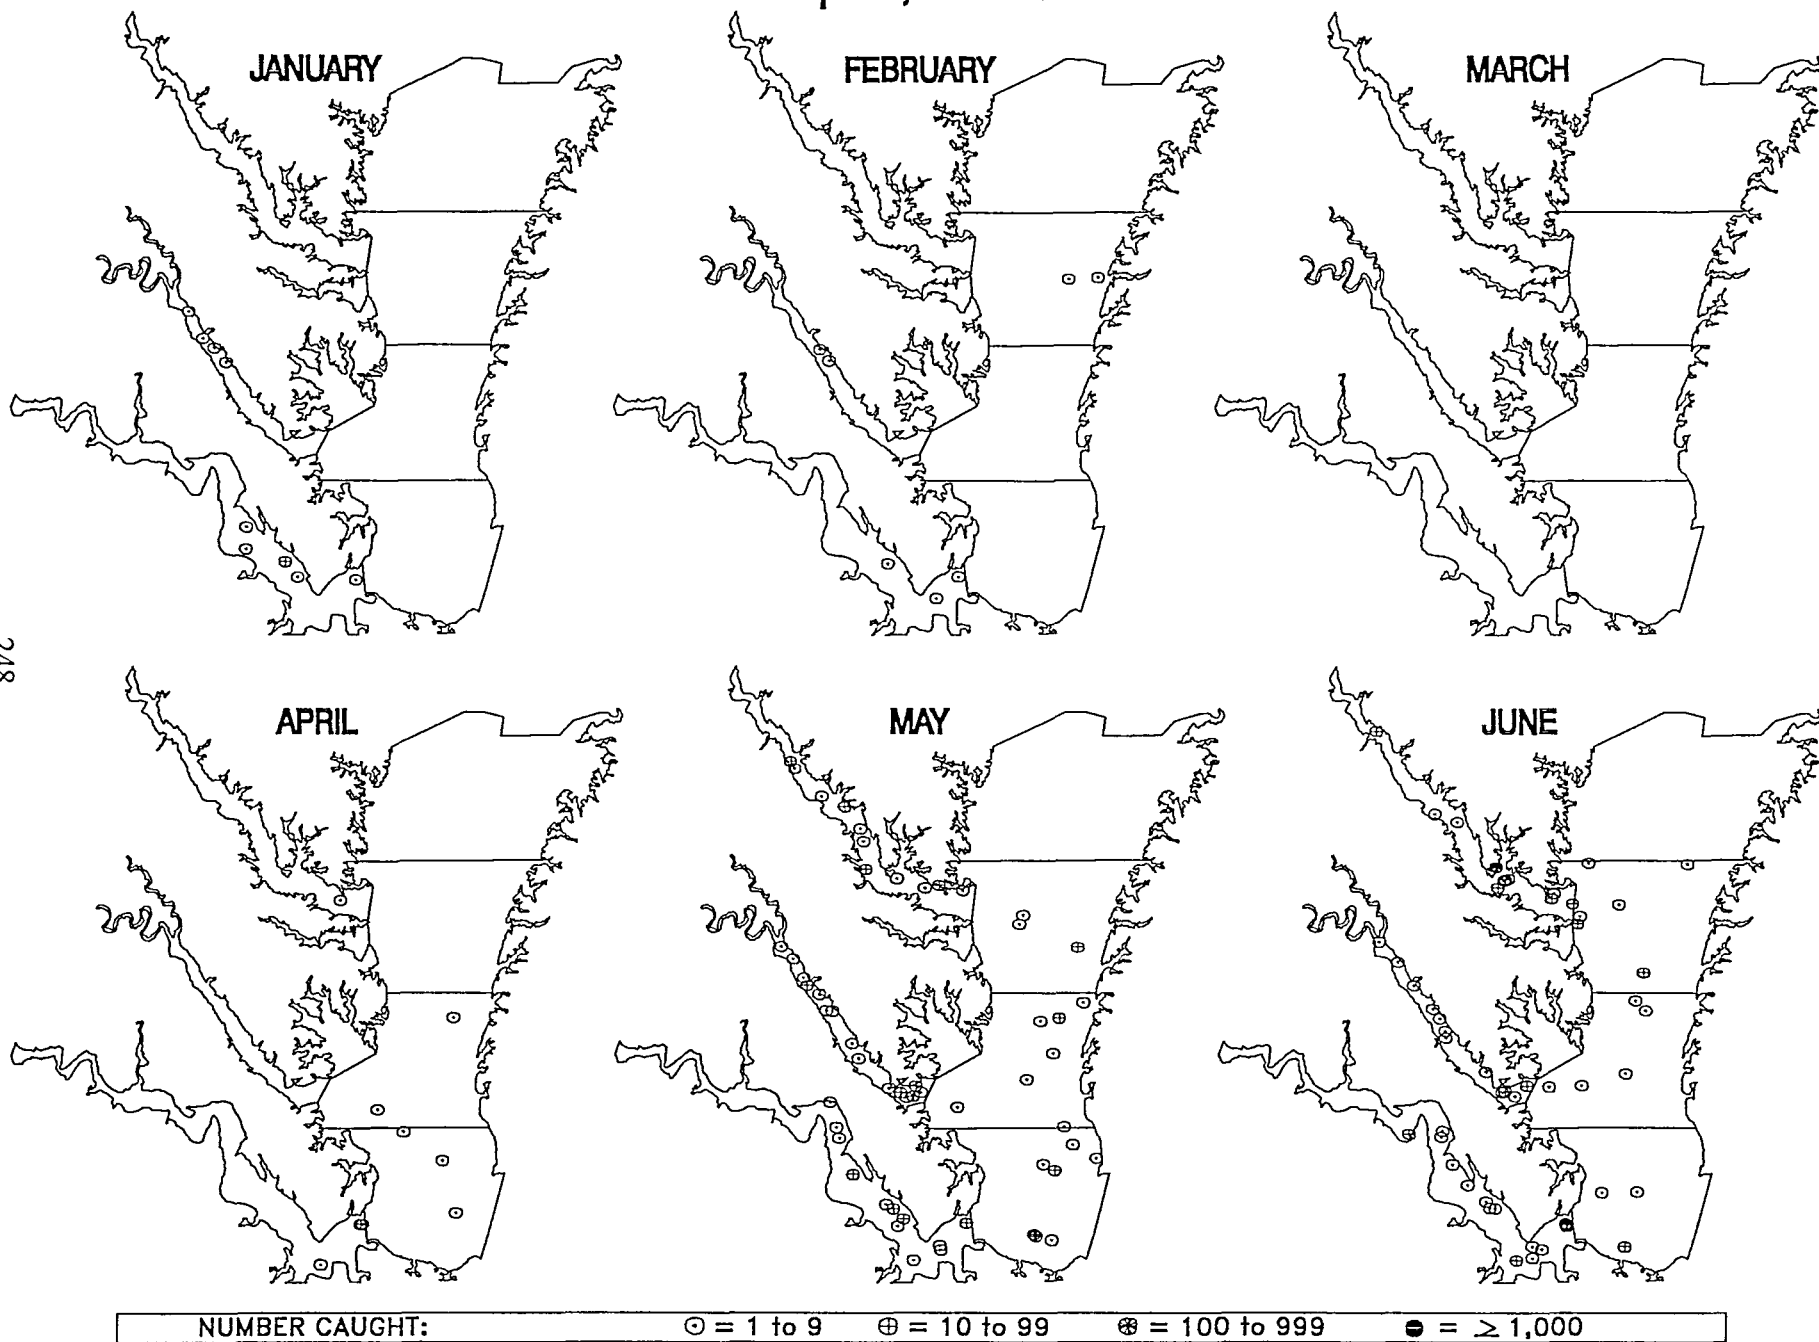 JANUARY FEBRUARY MARCH
248
APRIL MAY JUNE
NUMBER CAUGHT: ⊙ = 1 to 9 ⊕ = 10 to 99 ⊛ = 100 to 999 ⊖ = ≥ 1,000